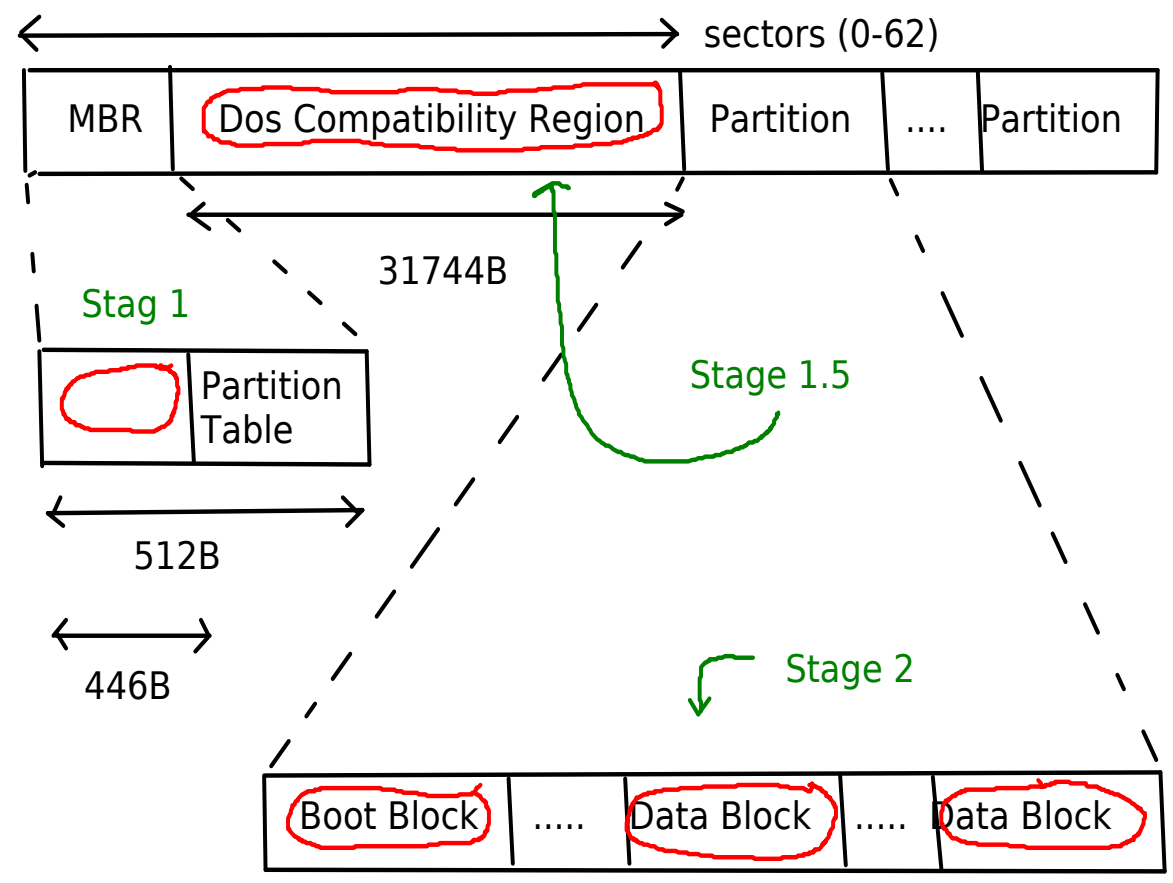 sectors (0-62)
MBR
Dos Compatibility Region
Partition
....
Partition
31744B
Stag 1
Stage 1.5
Partition
Table
512B
446B
Stage 2
Boot Block
.....
Data Block
.....
Data Block